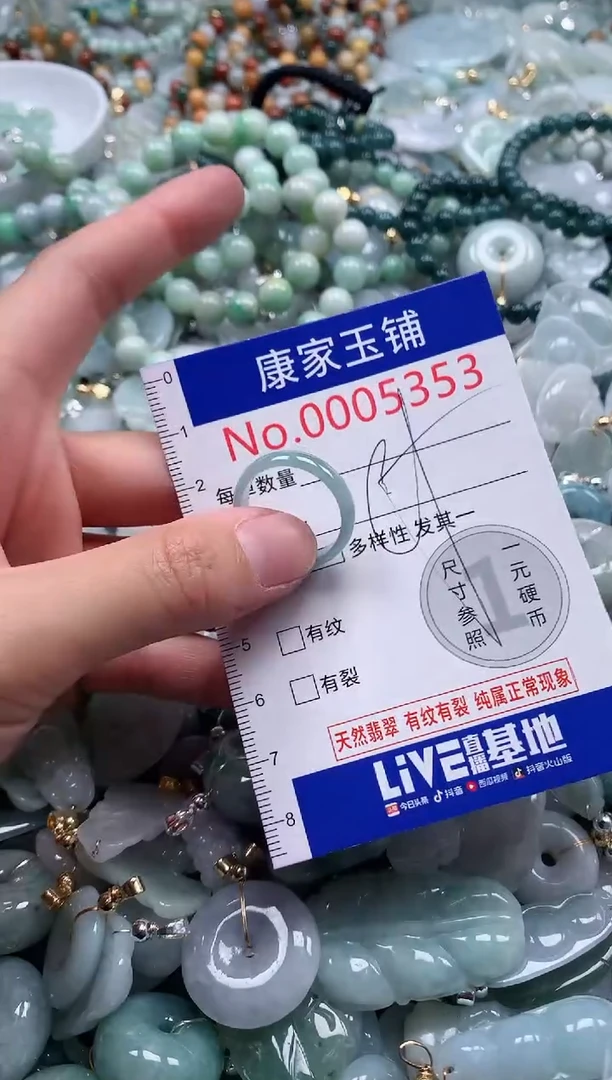 康家玉铺
No.0005353
0
1
2
每 数量
多样性 发其一
一元硬币
1
尺寸参照
5
有纹
6
有裂
7
天然翡翠 有纹有裂 纯属正常现象
8
LiVE直播基地
今日头条 抖音 西瓜视频 抖音火山版